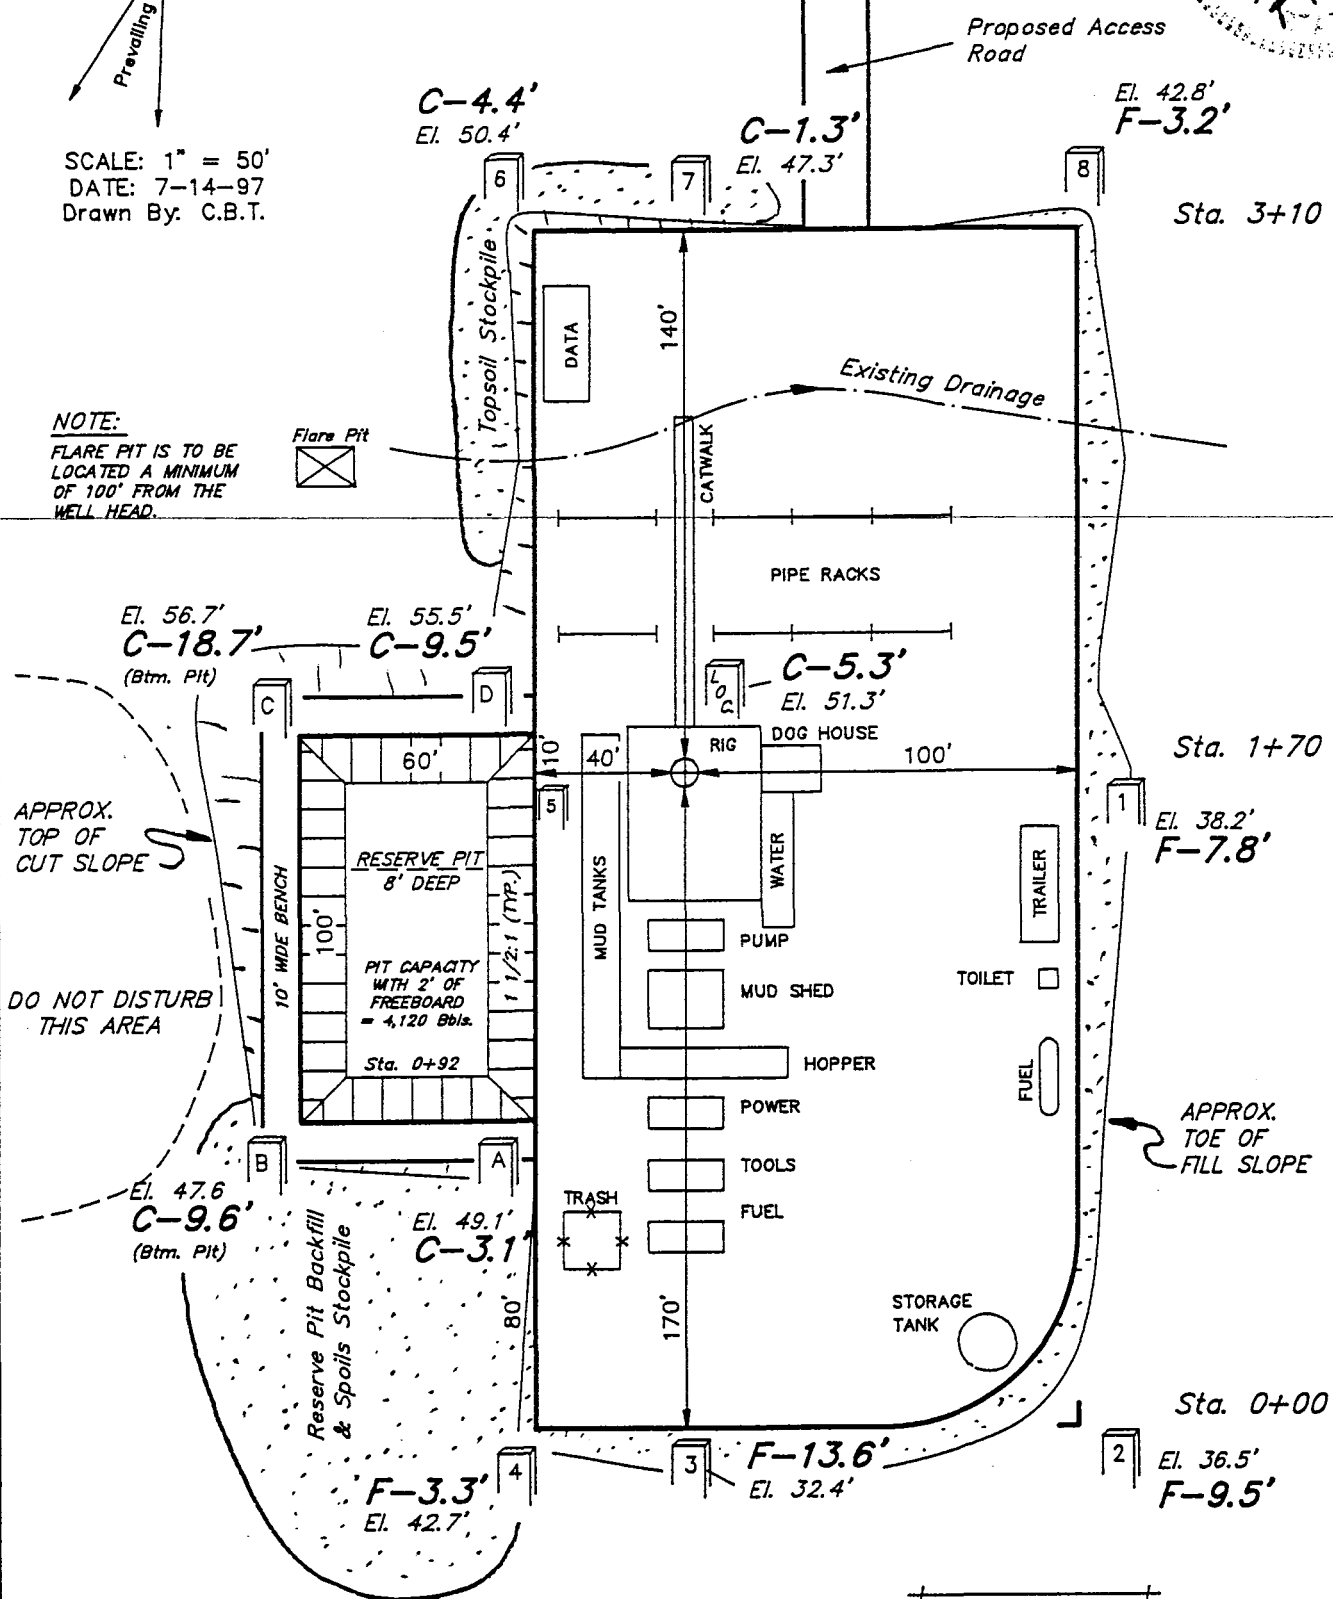 Prevailing
Proposed Access
Road
SCALE: 1" = 50'
DATE: 7-14-97
Drawn By: C.B.T.
C-4.4'
El. 50.4'
C-1.3'
El. 47.3'
El. 42.8'
F-3.2'
6
7
8
Sta. 3+10
Topsoil Stockpile
DATA
140'
Existing Drainage
NOTE:
FLARE PIT IS TO BE
LOCATED A MINIMUM
OF 100' FROM THE
WELL HEAD.
Flare Pit
CATWALK
PIPE RACKS
El. 56.7'
C-18.7'
(Btm. Pit)
El. 55.5'
C-9.5'
C
D
LOC.
C-5.3'
El. 51.3'
RIG
DOG HOUSE
Sta. 1+70
60'
10'
40'
100'
5
1
El. 38.2'
F-7.8'
APPROX.
TOP OF
CUT SLOPE
RESERVE PIT
8' DEEP
10' WIDE BENCH
100'
1 1/2:1 (TYP.)
MUD TANKS
WATER
TRAILER
PIT CAPACITY
WITH 2' OF
FREEBOARD
= 4,120 Bbls.
Sta. 0+92
PUMP
MUD SHED
TOILET
DO NOT DISTURB
THIS AREA
HOPPER
FUEL
POWER
APPROX.
TOE OF
FILL SLOPE
B
A
TOOLS
El. 47.6
C-9.6'
(Btm. Pit)
El. 49.1'
C-3.1'
TRASH
FUEL
Reserve Pit Backfill
& Spoils Stockpile
80'
170'
STORAGE
TANK
Sta. 0+00
4
3
2
F-3.3'
El. 42.7'
F-13.6'
El. 32.4'
El. 36.5'
F-9.5'